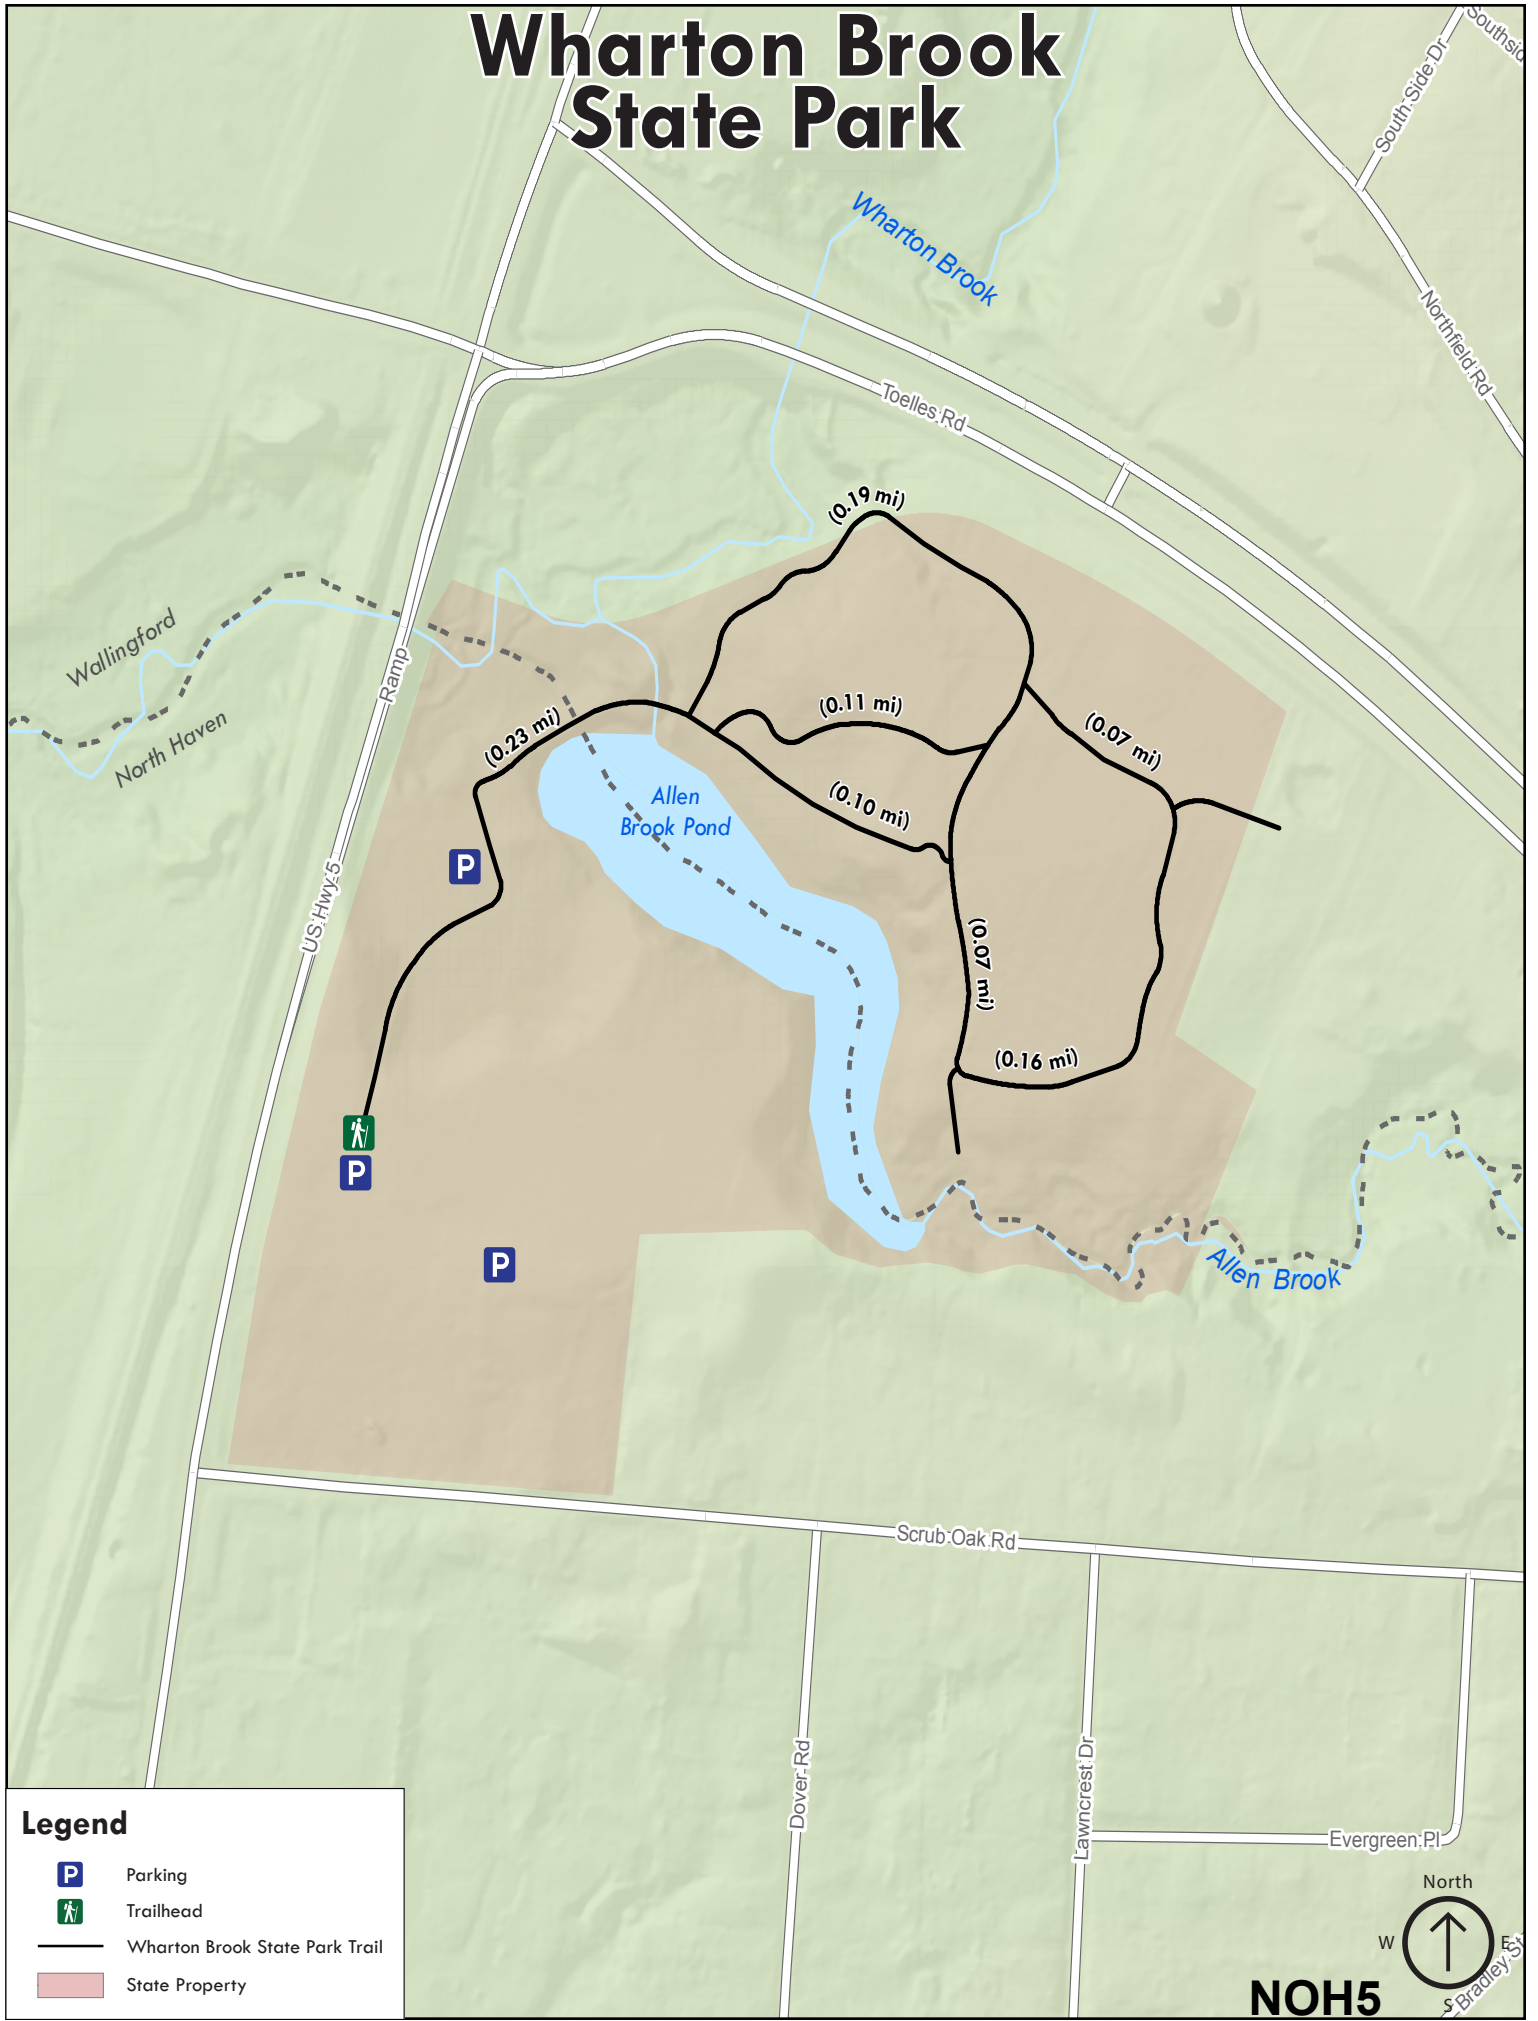 Wharton Brook
State Park
Southsid
South Side Dr
Wharton Brook
Northfield Rd
Toelles Rd
(0.19 mi)
Wallingford
North Haven
Ramp
(0.23 mi)
(0.11 mi)
(0.07 mi)
(0.10 mi)
Allen
Brook Pond
P
US Hwy 5
(0.07 mi)
(0.16 mi)
P
P
Allen Brook
Scrub Oak Rd
Dover Rd
Lawncrest Dr
Evergreen Pl
Legend
P Parking
Trailhead
Wharton Brook State Park Trail
State Property
North
W E
S
Bradley St
NOH5